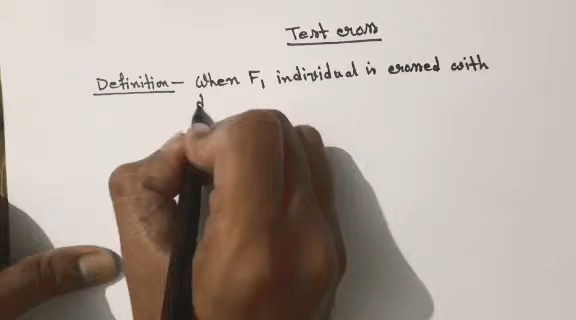 Test cross
Definition - When F₁ individual is crossed with